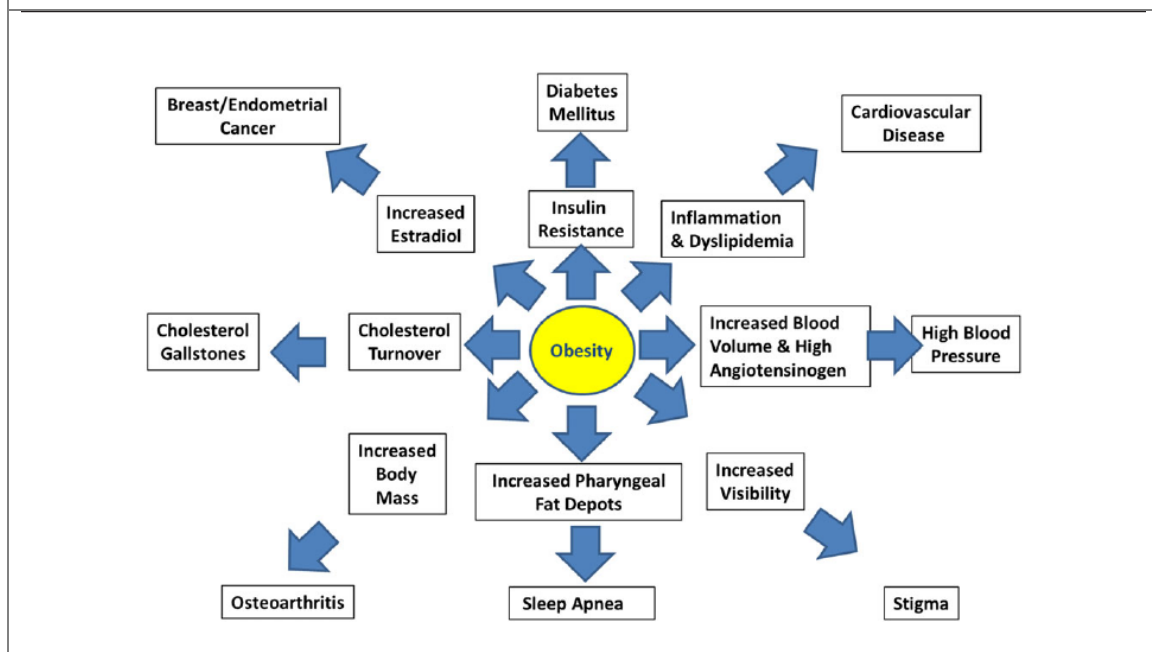 Diabetes
Mellitus
Breast/Endometrial
Cancer
Cardiovascular
Disease
Increased
Estradiol
Insulin
Resistance
Inflammation
& Dyslipidemia
Cholesterol
Gallstones
Cholesterol
Turnover
Obesity
Increased Blood
Volume & High
Angiotensinogen
High Blood
Pressure
Increased
Body
Mass
Increased Pharyngeal
Fat Depots
Increased
Visibility
Osteoarthritis
Sleep Apnea
Stigma